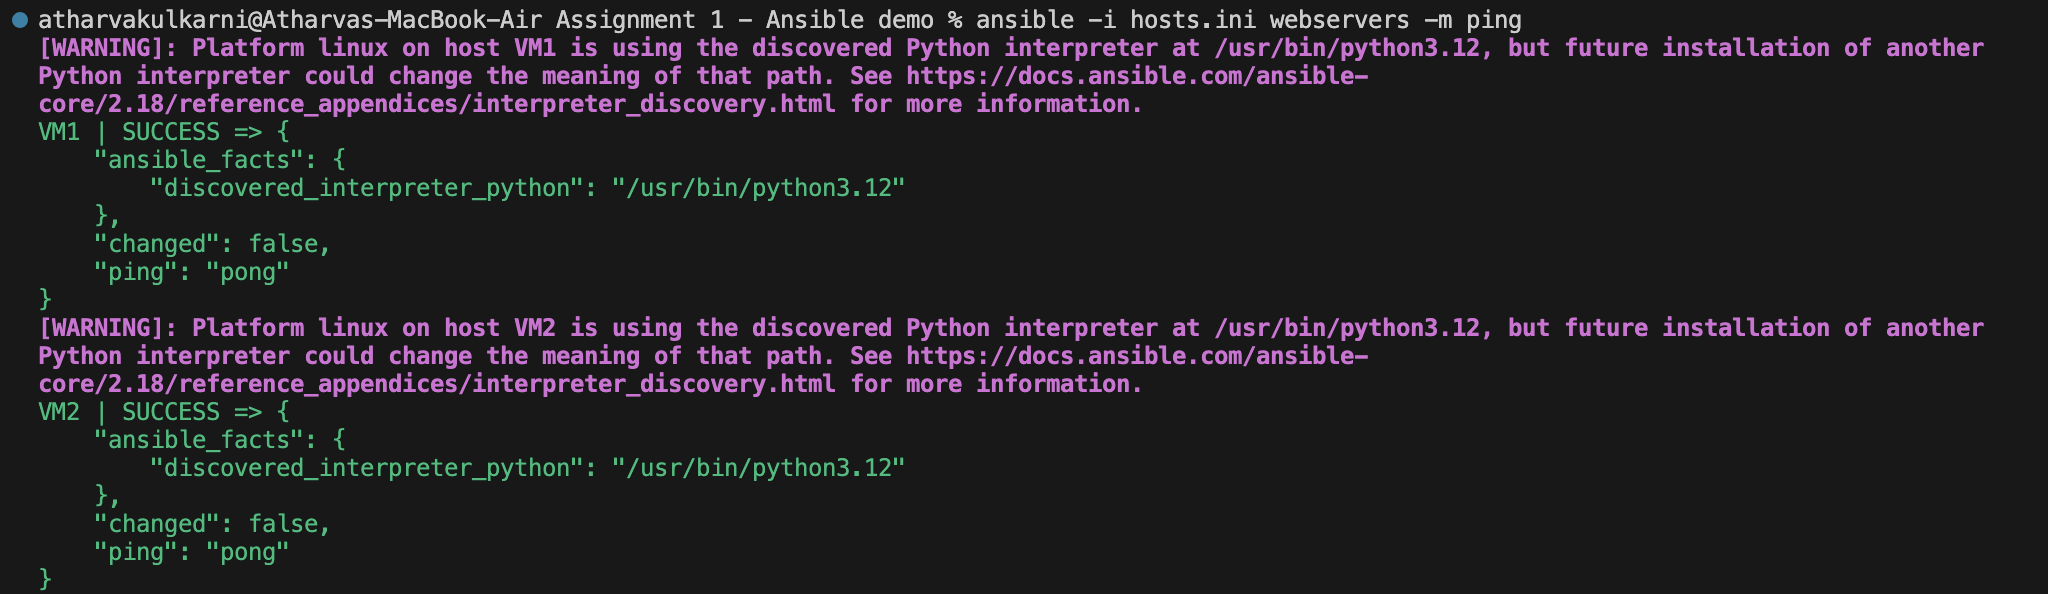 atharvakulkarni@Atharvas-MacBook-Air Assignment 1 - Ansible demo % ansible -i hosts.ini webservers -m ping
[WARNING]: Platform linux on host VM1 is using the discovered Python interpreter at /usr/bin/python3.12, but future installation of another
Python interpreter could change the meaning of that path. See https://docs.ansible.com/ansible-
core/2.18/reference_appendices/interpreter_discovery.html for more information.
VM1 | SUCCESS => {
    "ansible_facts": {
        "discovered_interpreter_python": "/usr/bin/python3.12"
    },
    "changed": false,
    "ping": "pong"
}
[WARNING]: Platform linux on host VM2 is using the discovered Python interpreter at /usr/bin/python3.12, but future installation of another
Python interpreter could change the meaning of that path. See https://docs.ansible.com/ansible-
core/2.18/reference_appendices/interpreter_discovery.html for more information.
VM2 | SUCCESS => {
    "ansible_facts": {
        "discovered_interpreter_python": "/usr/bin/python3.12"
    },
    "changed": false,
    "ping": "pong"
}